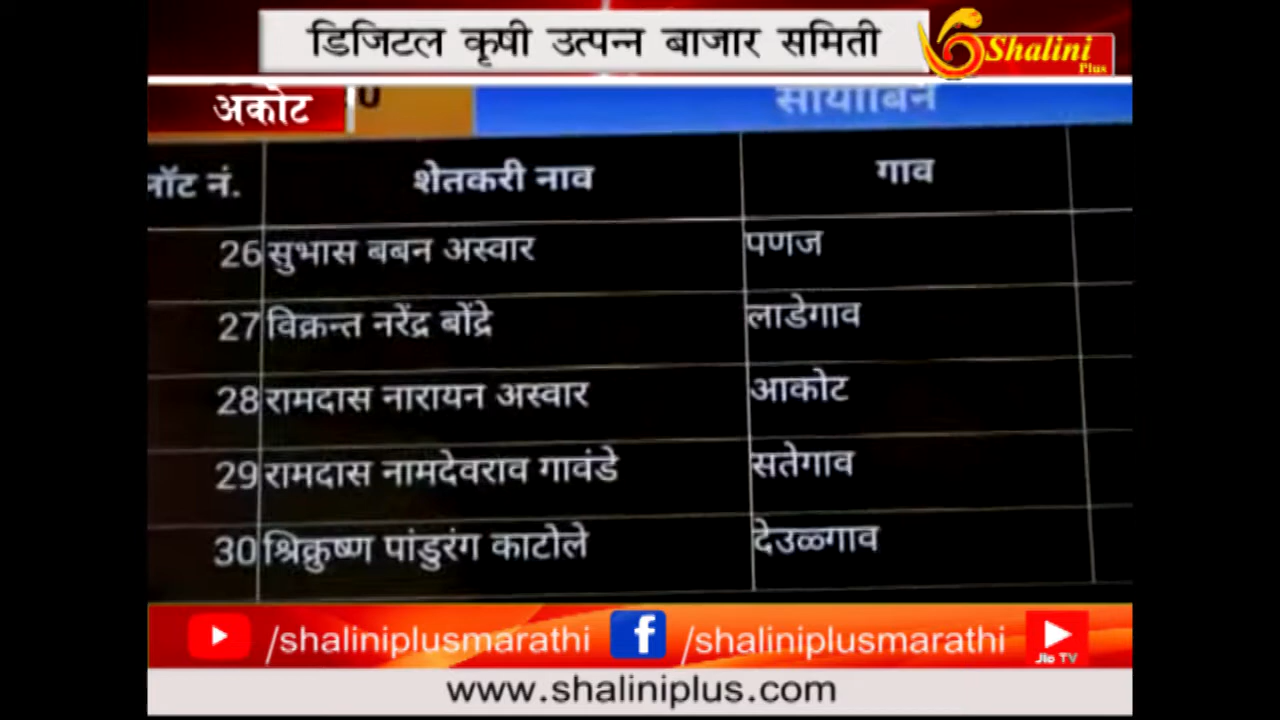 डिजिटल कृषी उत्पन्न बाजार समिती
Shalini
Plus
अकोट
सोयाबिन
लॉट नं. शेतकरी नाव गाव
26 सुभास बबन अस्वार पणज
27 विक्रन्त नरेंद्र बोंद्रे लाडेगाव
28 रामदास नारायन अस्वार आकोट
29 रामदास नामदेवराव गावंडे सतेगाव
30 श्रिक्रुष्ण पांडुरंग काटोले देउळगाव
/shaliniplusmarathi f /shaliniplusmarathi
Jio TV
www.shaliniplus.com